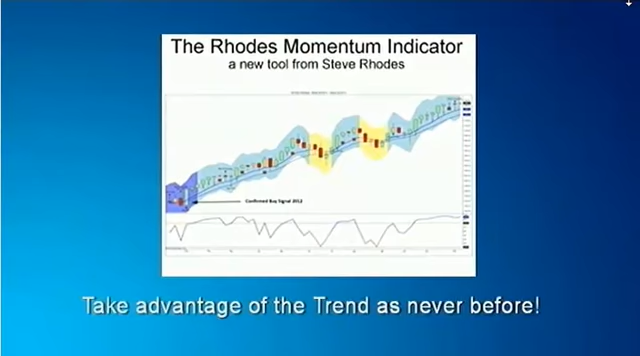 The Rhodes Momentum Indicator
a new tool from Steve Rhodes
Confirmed Buy Signal 2012
Take advantage of the Trend as never before!